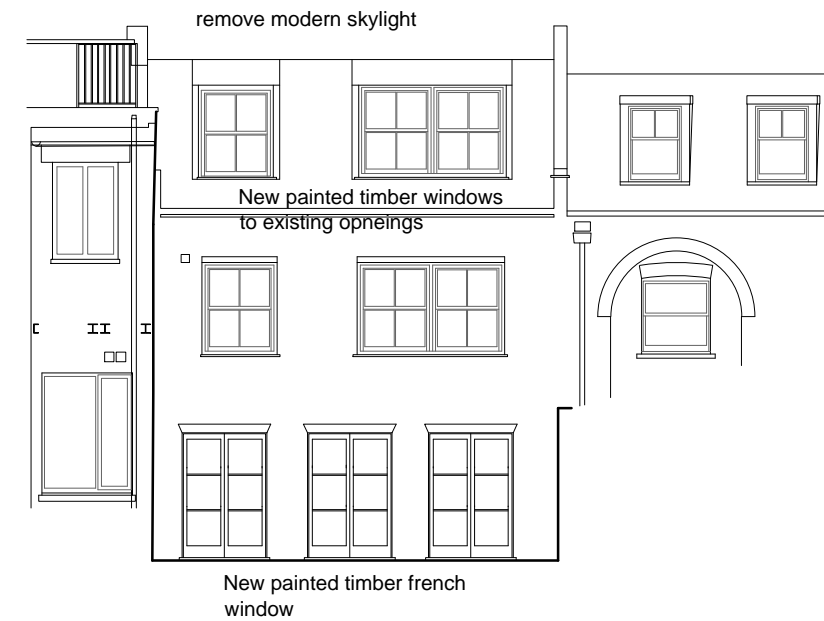 remove modern skylight
New painted timber windows
to existing opneings
New painted timber french
window